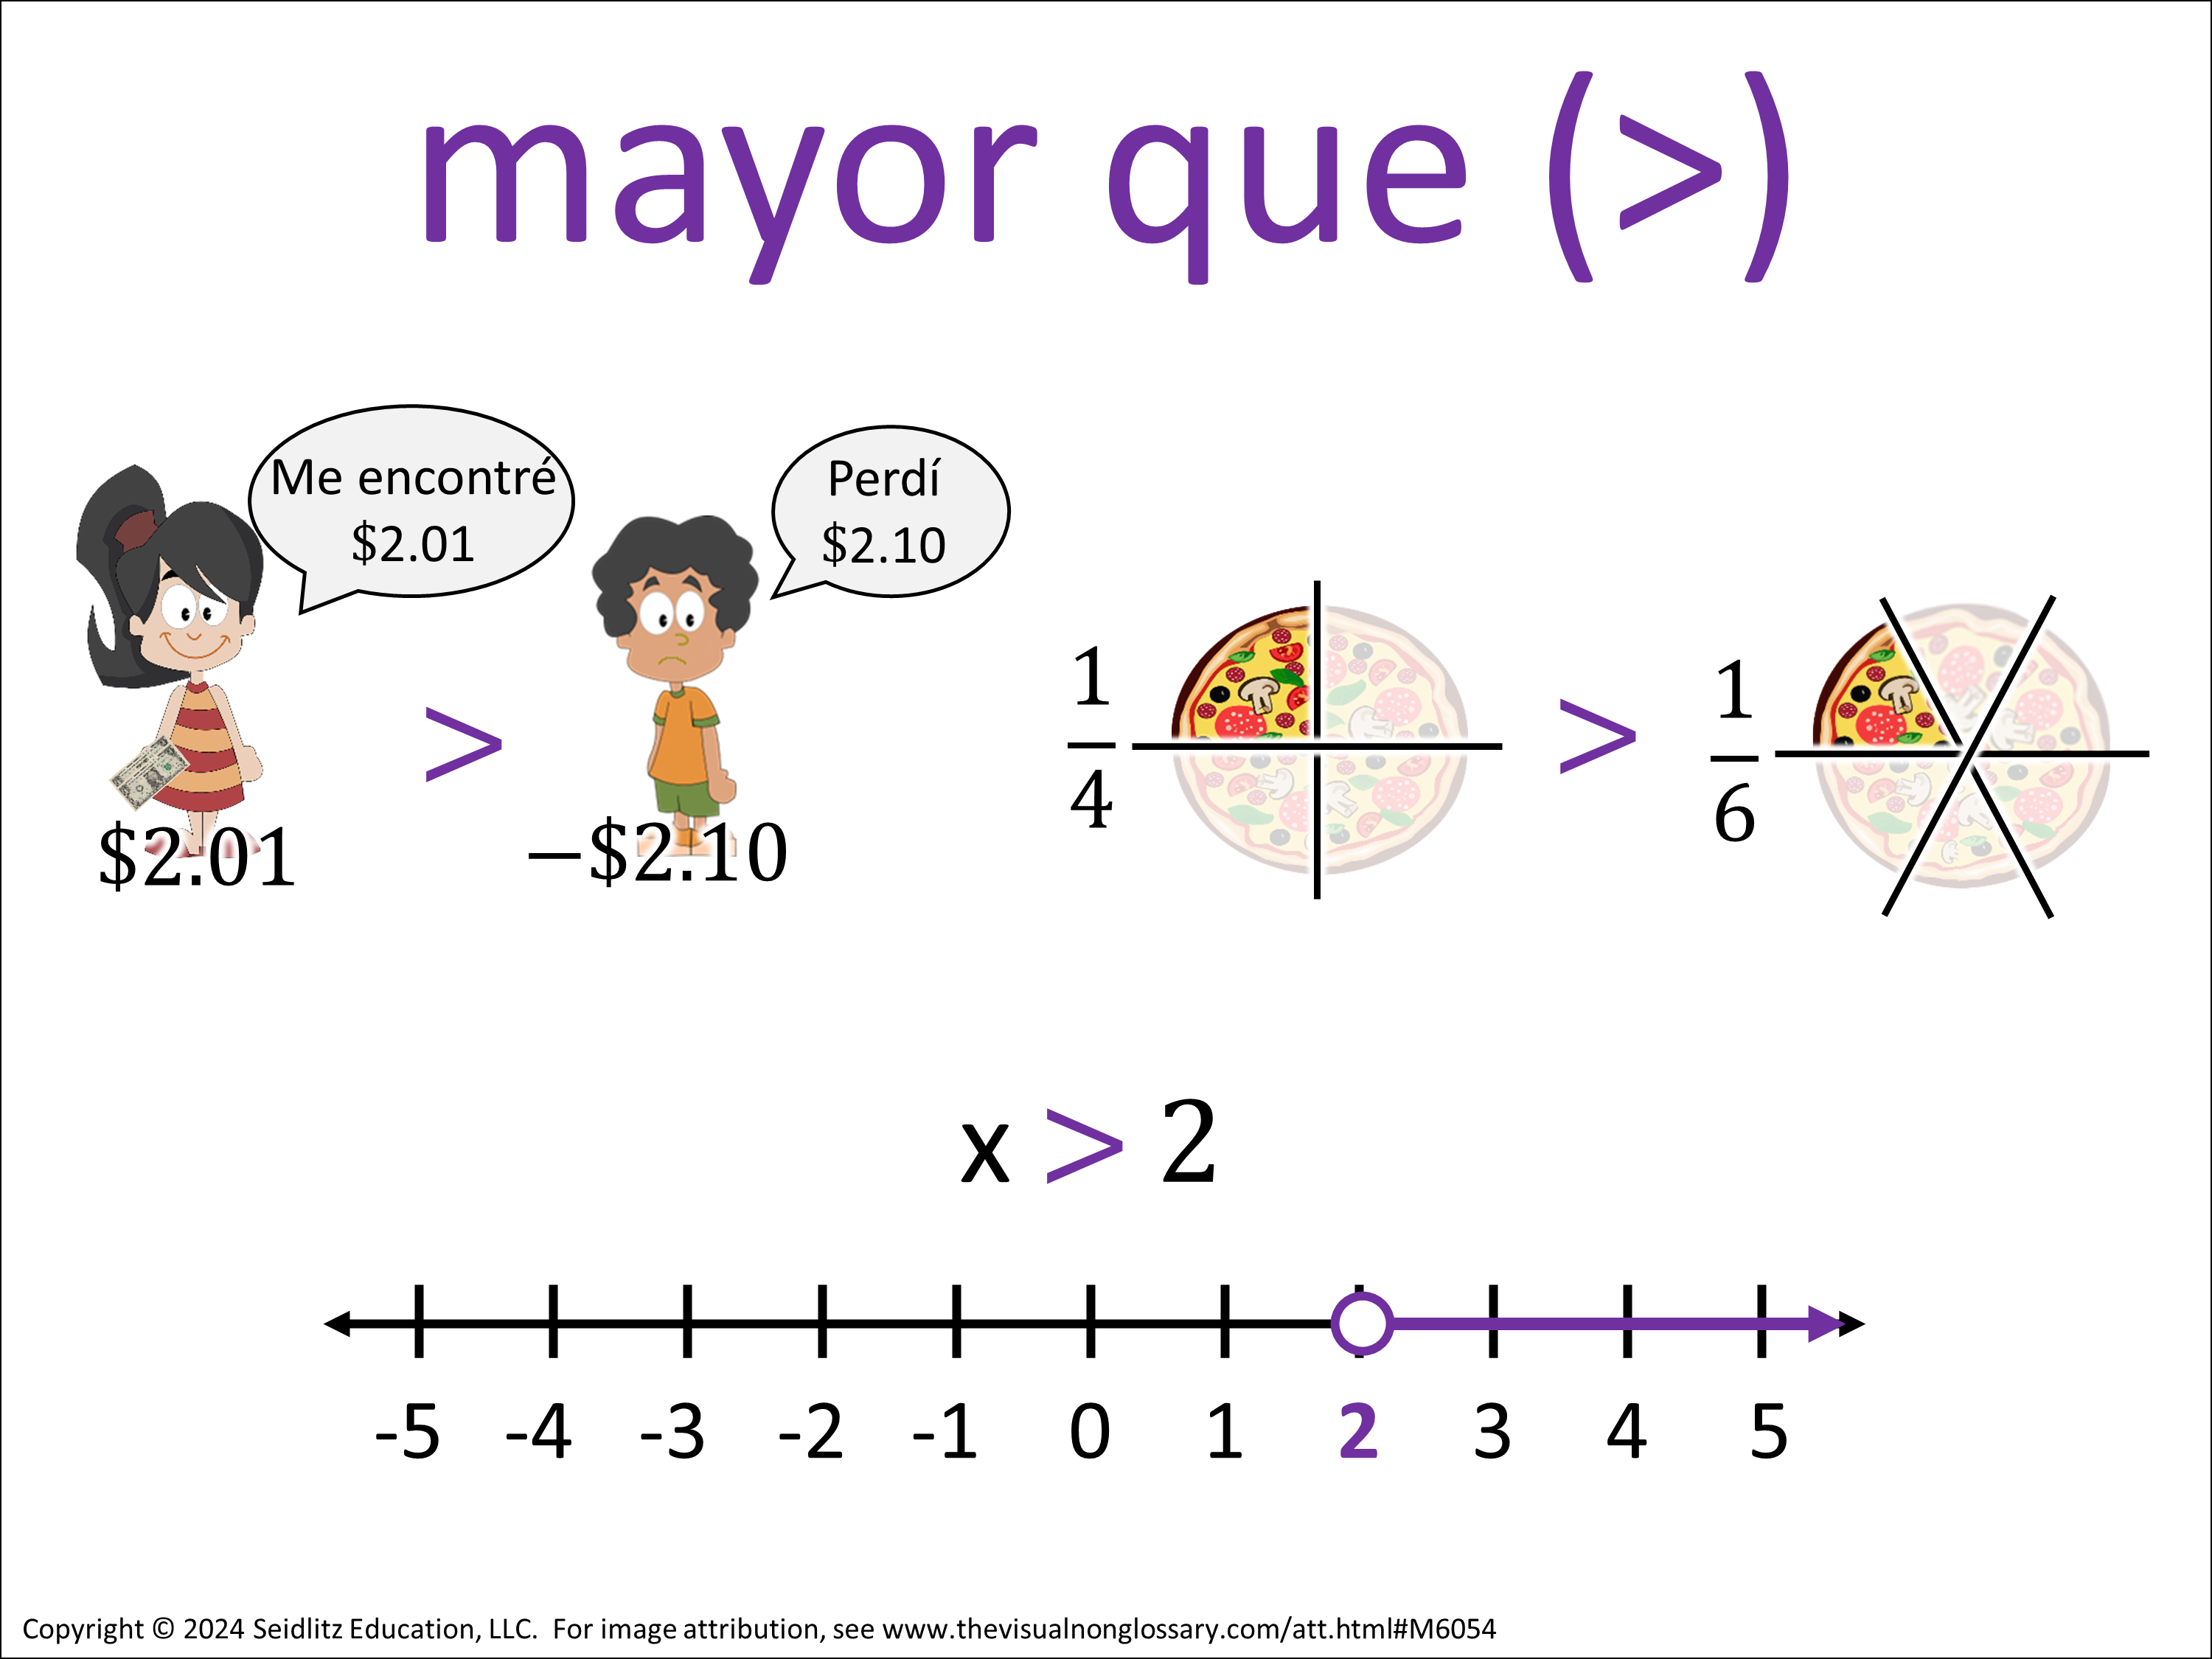 mayor que (>)
Me encontré
$2.01
Perdí
$2.10
$2.01
>
−$2.10
1
4
>
1
6
x > 2
-5 -4 -3 -2 -1 0 1 2 3 4 5
Copyright © 2024 Seidlitz Education, LLC. For image attribution, see www.thevisualnonglossary.com/att.html#M6054